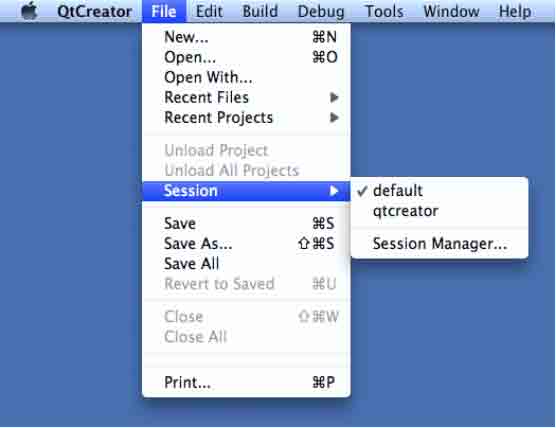 QtCreator File Edit Build Debug Tools Window Help
New... ⌘N
Open... ⌘O
Open With...
Recent Files
Recent Projects
Unload Project
Unload All Projects
Session
✓ default
qtcreator
Session Manager...
Save ⌘S
Save As... ⇧⌘S
Save All
Revert to Saved ⌘U
Close ⇧⌘W
Close All
Print... ⌘P